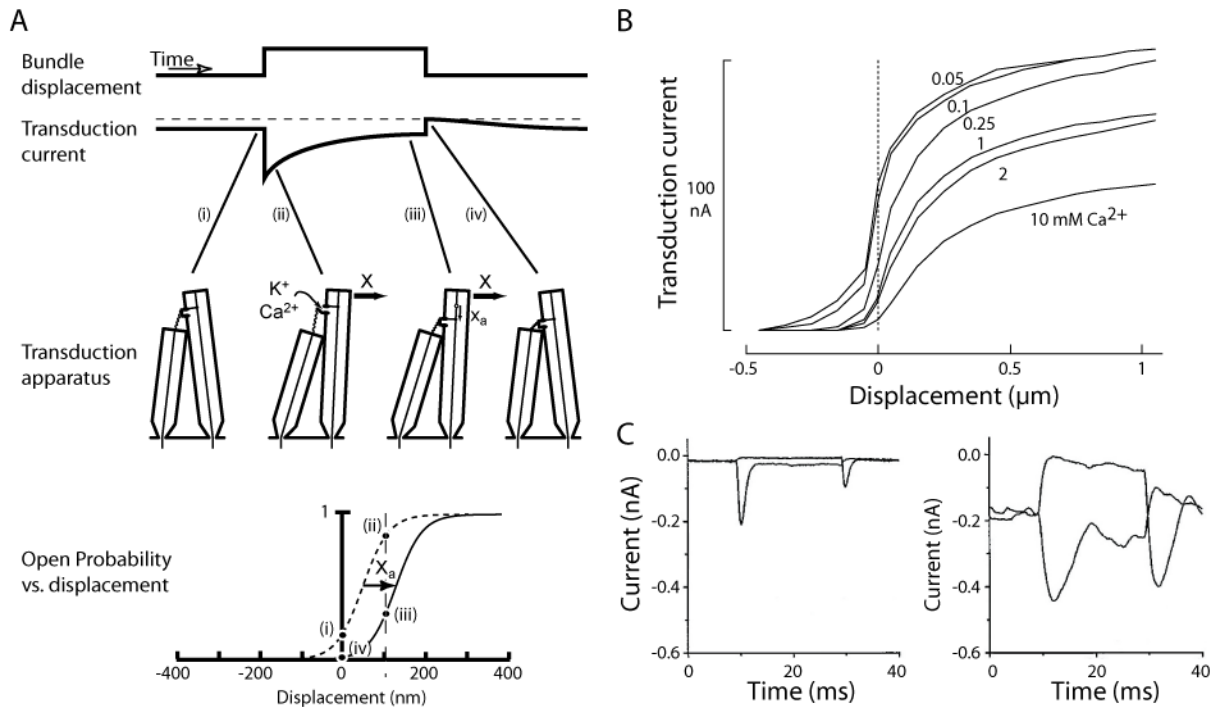 A
Time
Bundle
displacement
Transduction
current
(i)
(ii)
(iii)
(iv)
K+
Ca2+
X
X
xa
Transduction
apparatus
1
(ii)
Xa
Open Probability
vs. displacement
(iii)
(i)
(iv)
-400
-200
0
200
400
Displacement (nm)
B
Transduction current
100
nA
0.05
0.1
0.25
1
2
10 mM Ca2+
-0.5
0
0.5
1
Displacement (µm)
C
Current (nA)
0.0
-0.2
-0.4
-0.6
0
20
40
Time (ms)
Current (nA)
0.0
-0.2
-0.4
-0.6
0
20
40
Time (ms)